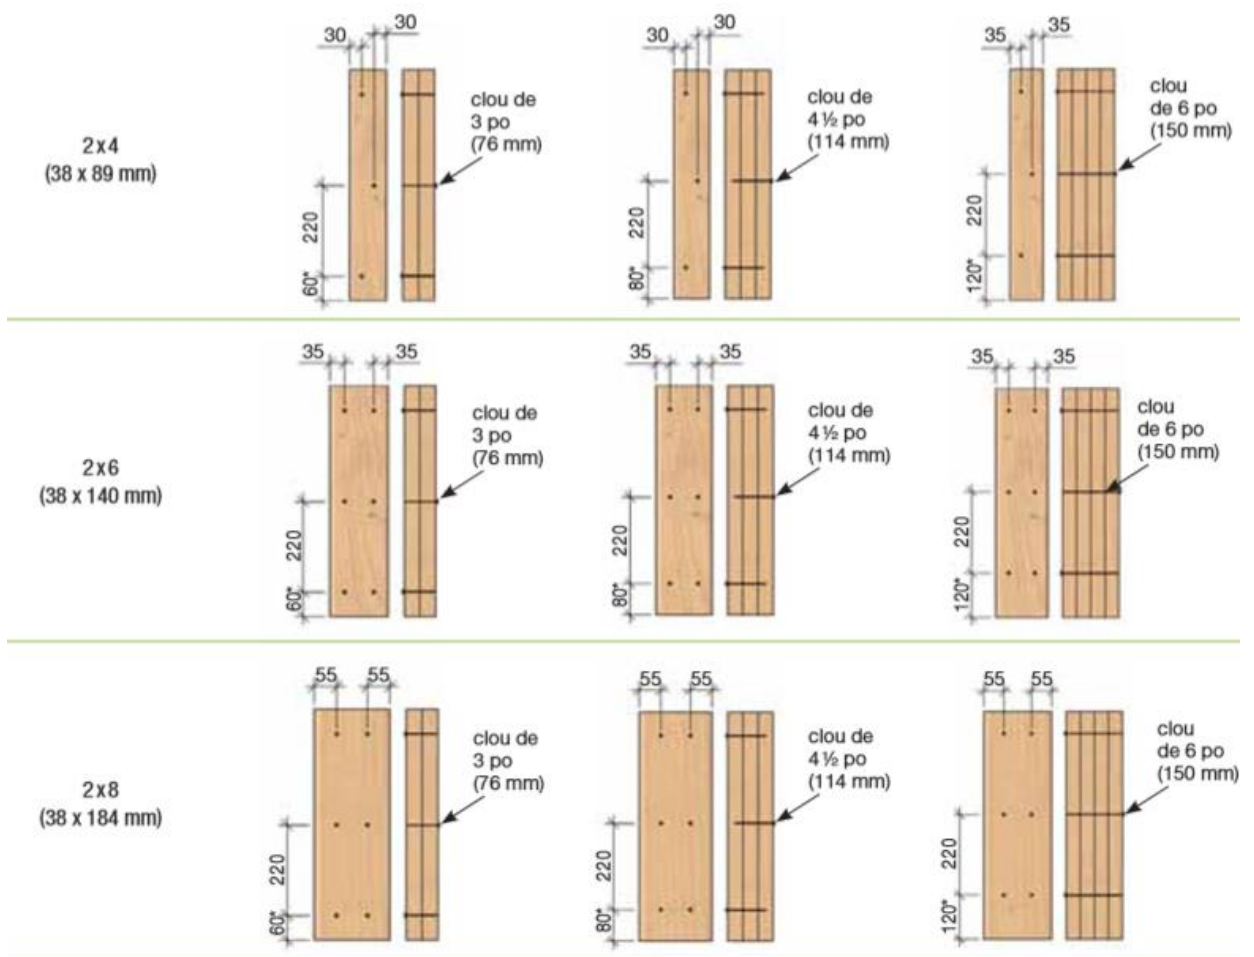 30
30
30
30
35
35
2x4
(38 x 89 mm)
clou de
3 po
(76 mm)
clou de
4 ½ po
(114 mm)
clou
de 6 po
(150 mm)
220
60*
220
80*
220
120*
35
35
35
35
35
35
2x6
(38 x 140 mm)
clou de
3 po
(76 mm)
clou de
4 ½ po
(114 mm)
clou
de 6 po
(150 mm)
220
60*
220
80*
220
120*
55
55
55
55
55
55
2x8
(38 x 184 mm)
clou de
3 po
(76 mm)
clou de
4 ½ po
(114 mm)
clou
de 6 po
(150 mm)
220
60*
220
80*
220
120*